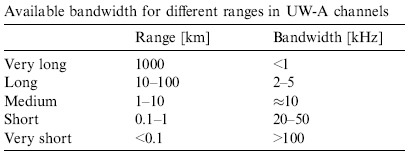 Available bandwidth for different ranges in UW-A channels
Range [km] Bandwidth [kHz]
Very long 1000 <1
Long 10–100 2–5
Medium 1–10 ≈10
Short 0.1–1 20–50
Very short <0.1 >100